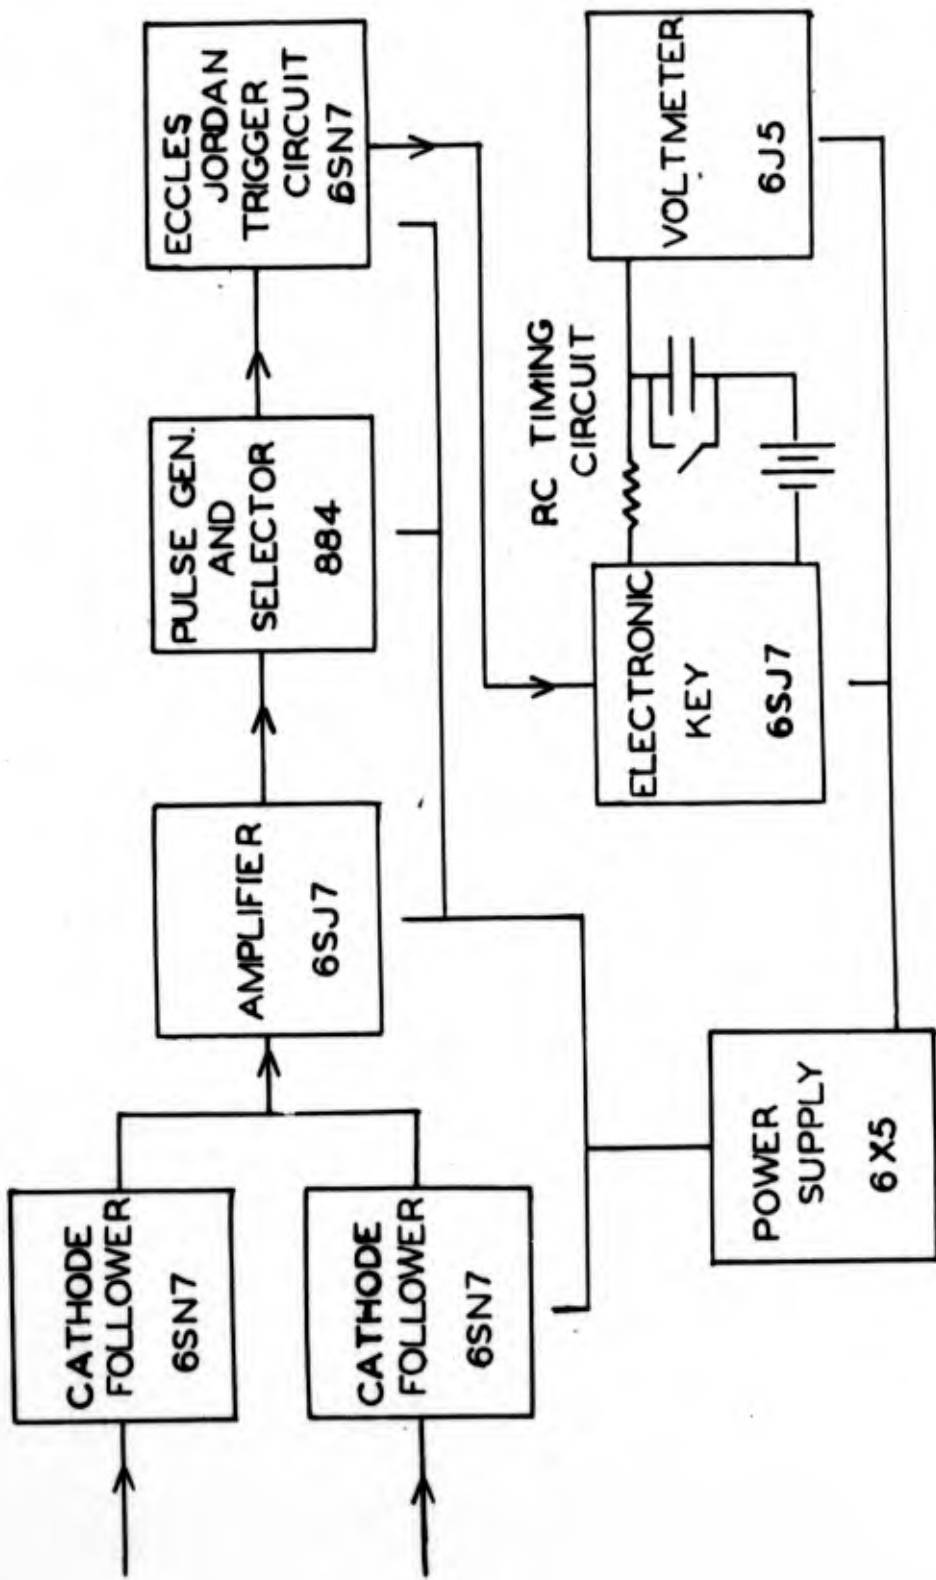 CATHODE
FOLLOWER
6SN7
CATHODE
FOLLOWER
6SN7
AMPLIFIER
6SJ7
PULSE GEN.
AND
SELECTOR
884
ECCLES
JORDAN
TRIGGER
CIRCUIT
6SN7
POWER
SUPPLY
6X5
ELECTRONIC
KEY
6SJ7
RC TIMING
CIRCUIT
VOLTMETER
6J5